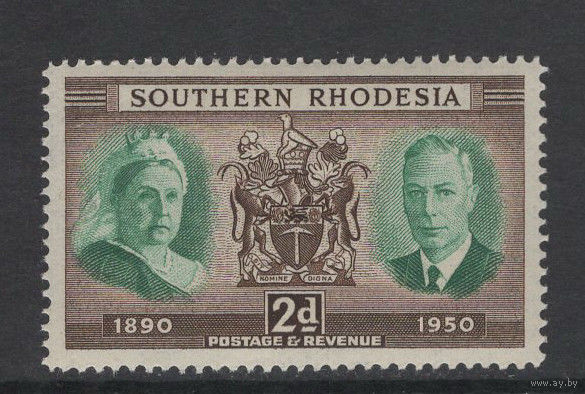 SOUTHERN RHODESIA
NOMINE DIGNA
1890
2d
1950
POSTAGE & REVENUE
www.ay.by